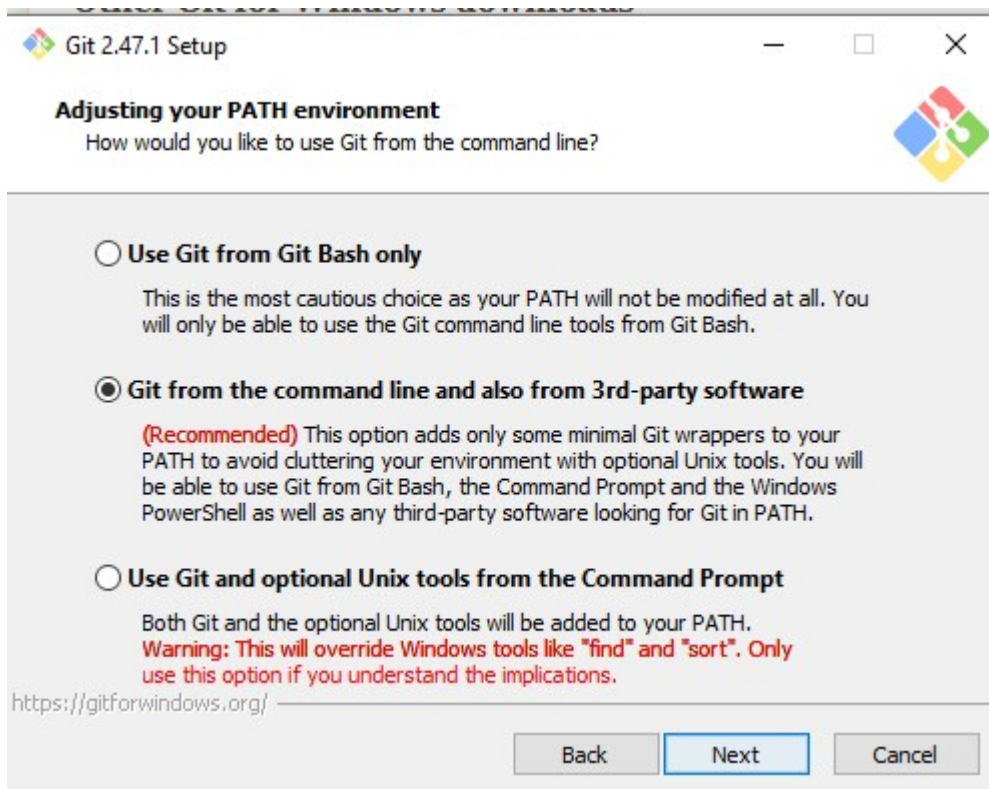 Other Git for Windows downloads
Git 2.47.1 Setup
Adjusting your PATH environment
How would you like to use Git from the command line?
Use Git from Git Bash only
This is the most cautious choice as your PATH will not be modified at all. You
will only be able to use the Git command line tools from Git Bash.
Git from the command line and also from 3rd-party software
(Recommended) This option adds only some minimal Git wrappers to your
PATH to avoid cluttering your environment with optional Unix tools. You will
be able to use Git from Git Bash, the Command Prompt and the Windows
PowerShell as well as any third-party software looking for Git in PATH.
Use Git and optional Unix tools from the Command Prompt
Both Git and the optional Unix tools will be added to your PATH.
Warning: This will override Windows tools like "find" and "sort". Only
use this option if you understand the implications.
https://gitforwindows.org/
Back
Next
Cancel